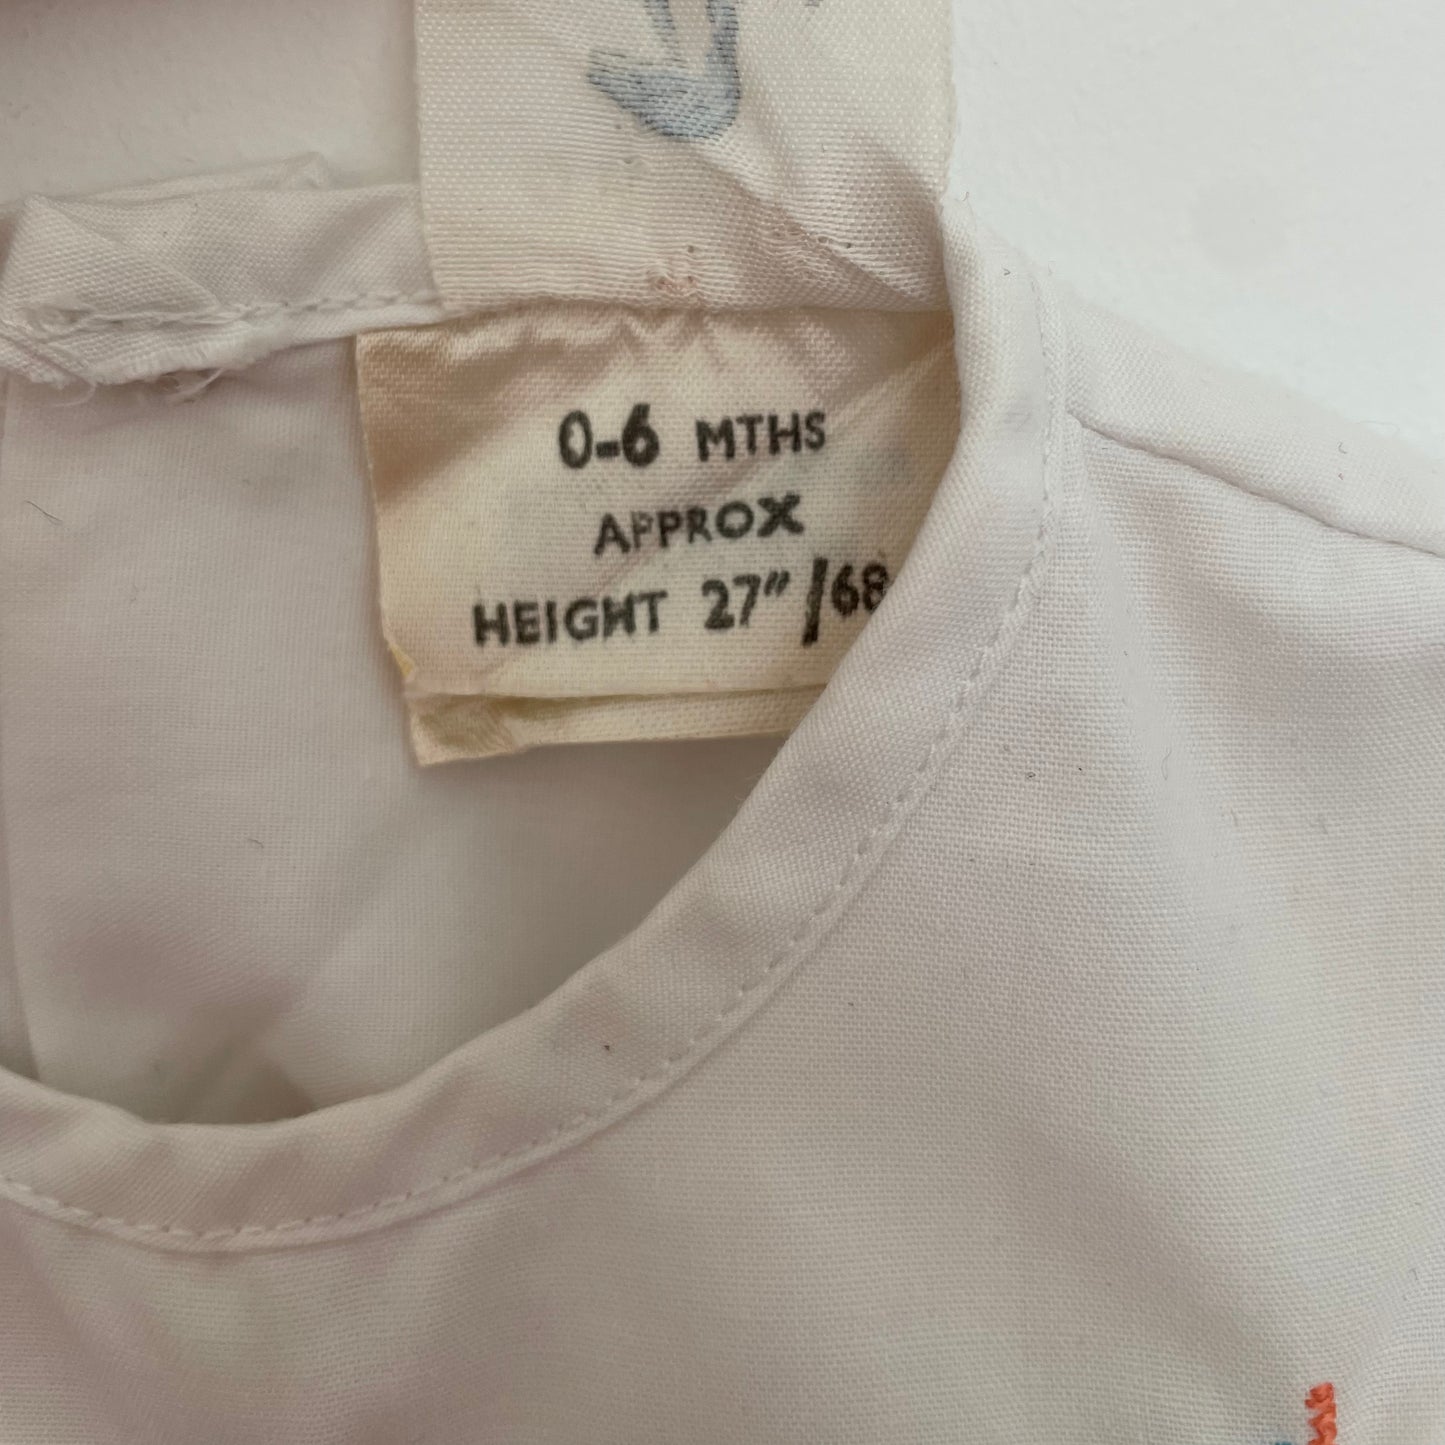 0-6 MTHS
APPROX
HEIGHT 27"/68